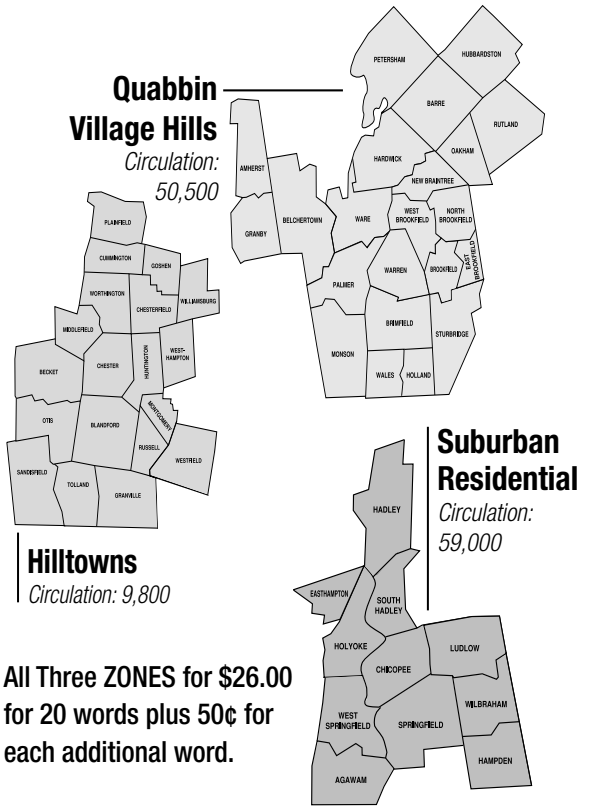 Quabbin
Village Hills
Circulation:
50,500
PETERSHAM
HUBBARDSTON
BARRE
RUTLAND
OAKHAM
HARDWICK
NEW BRAINTREE
AMHERST
GRANBY
BELCHERTOWN
WARE
WEST
BROOKFIELD
NORTH
BROOKFIELD
WARREN
BROOKFIELD
EAST
BROOKFIELD
PALMER
BRIMFIELD
STURBRIDGE
MONSON
WALES
HOLLAND
PLAINFIELD
CUMMINGTON
GOSHEN
WORTHINGTON
CHESTERFIELD
WILLIAMSBURG
MIDDLEFIELD
BECKET
CHESTER
HUNTINGTON
WEST-
HAMPTON
OTIS
BLANDFORD
MONTGOMERY
RUSSELL
WESTFIELD
SANDISFIELD
TOLLAND
GRANVILLE
Hilltowns
Circulation: 9,800
Suburban
Residential
Circulation:
59,000
HADLEY
EASTHAMPTON
SOUTH
HADLEY
HOLYOKE
CHICOPEE
LUDLOW
WEST
SPRINGFIELD
SPRINGFIELD
WILBRAHAM
HAMPDEN
AGAWAM
All Three ZONES for $26.00
for 20 words plus 50¢ for
each additional word.